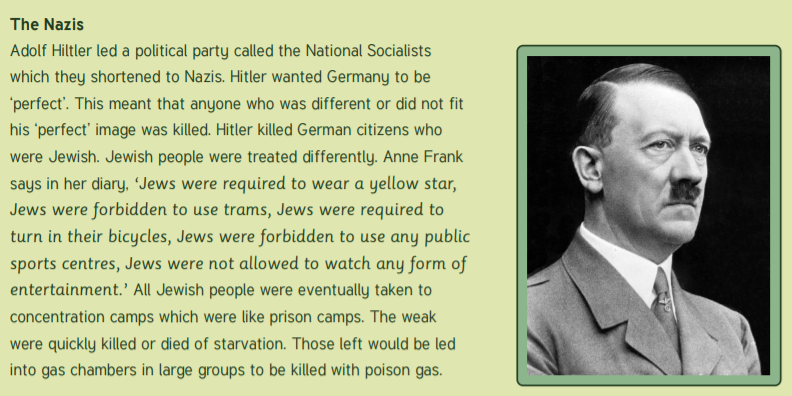 The Nazis
Adolf Hiltler led a political party called the National Socialists
which they shortened to Nazis. Hitler wanted Germany to be
‘perfect’. This meant that anyone who was different or did not fit
his ‘perfect’ image was killed. Hitler killed German citizens who
were Jewish. Jewish people were treated differently. Anne Frank
says in her diary, ‘Jews were required to wear a yellow star,
Jews were forbidden to use trams, Jews were required to
turn in their bicycles, Jews were forbidden to use any public
sports centres, Jews were not allowed to watch any form of
entertainment.’ All Jewish people were eventually taken to
concentration camps which were like prison camps. The weak
were quickly killed or died of starvation. Those left would be led
into gas chambers in large groups to be killed with poison gas.